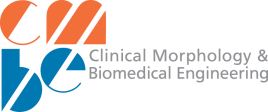 cm
be
Clinical Morphology &
Biomedical Engineering